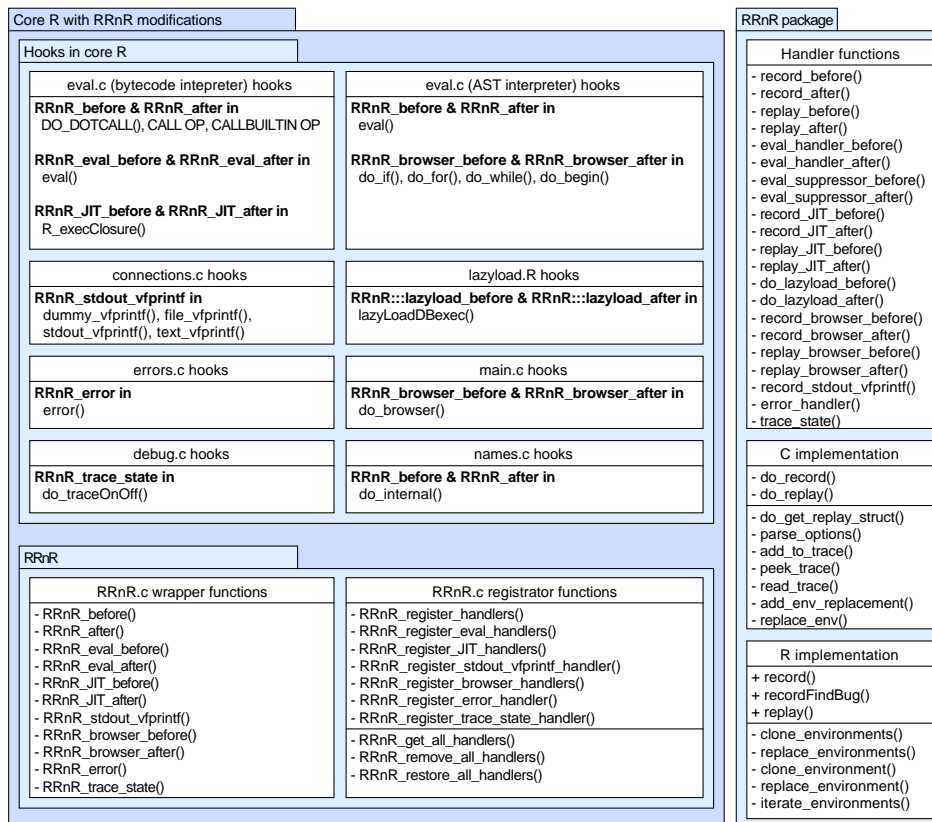 Core R with RRnR modifications
Hooks in core R
eval.c (bytecode intepreter) hooks
RRnR_before & RRnR_after in
DO_DOTCALL(), CALL OP, CALLBUILTIN OP
RRnR_eval_before & RRnR_eval_after in
eval()
RRnR_JIT_before & RRnR_JIT_after in
R_execClosure()
eval.c (AST interpreter) hooks
RRnR_before & RRnR_after in
eval()
RRnR_browser_before & RRnR_browser_after in
do_if(), do_for(), do_while(), do_begin()
connections.c hooks
RRnR_stdout_vfprintf in
dummy_vfprintf(), file_vfprintf(),
stdout_vfprintf(), text_vfprintf()
lazyload.R hooks
RRnR:::lazyload_before & RRnR:::lazyload_after in
lazyLoadDBexec()
errors.c hooks
RRnR_error in
error()
main.c hooks
RRnR_browser_before & RRnR_browser_after in
do_browser()
debug.c hooks
RRnR_trace_state in
do_traceOnOff()
names.c hooks
RRnR_before & RRnR_after in
do_internal()
RRnR
RRnR.c wrapper functions
- RRnR_before()
- RRnR_after()
- RRnR_eval_before()
- RRnR_eval_after()
- RRnR_JIT_before()
- RRnR_JIT_after()
- RRnR_stdout_vfprintf()
- RRnR_browser_before()
- RRnR_browser_after()
- RRnR_error()
- RRnR_trace_state()
RRnR.c registrator functions
- RRnR_register_handlers()
- RRnR_register_eval_handlers()
- RRnR_register_JIT_handlers()
- RRnR_register_stdout_vfprintf_handler()
- RRnR_register_browser_handlers()
- RRnR_register_error_handler()
- RRnR_register_trace_state_handler()
- RRnR_get_all_handlers()
- RRnR_remove_all_handlers()
- RRnR_restore_all_handlers()
RRnR package
Handler functions
- record_before()
- record_after()
- replay_before()
- replay_after()
- eval_handler_before()
- eval_handler_after()
- eval_suppressor_before()
- eval_suppressor_after()
- record_JIT_before()
- record_JIT_after()
- replay_JIT_before()
- replay_JIT_after()
- do_lazyload_before()
- do_lazyload_after()
- record_browser_before()
- record_browser_after()
- replay_browser_before()
- replay_browser_after()
- record_stdout_vfprintf()
- error_handler()
- trace_state()
C implementation
- do_record()
- do_replay()
- do_get_replay_struct()
- parse_options()
- add_to_trace()
- peek_trace()
- read_trace()
- add_env_replacement()
- replace_env()
R implementation
+ record()
+ recordFindBug()
+ replay()
- clone_environments()
- replace_environments()
- clone_environment()
- replace_environment()
- iterate_environments()